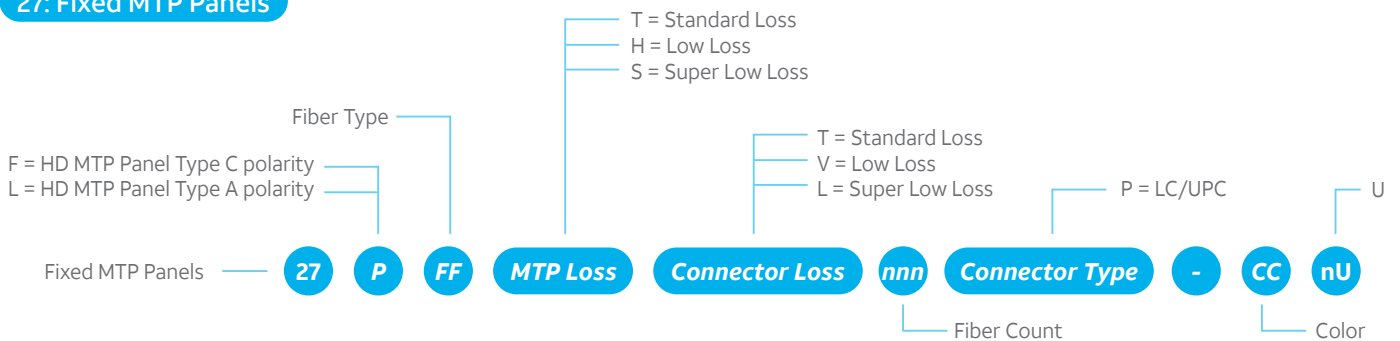 27: Fixed MTP Panels
T = Standard Loss
H = Low Loss
S = Super Low Loss
Fiber Type
T = Standard Loss
V = Low Loss
L = Super Low Loss
F = HD MTP Panel Type C polarity
L = HD MTP Panel Type A polarity
P = LC/UPC
U
Fixed MTP Panels
27
P
FF
MTP Loss
Connector Loss
nnn
Connector Type
-
CC
nU
Fiber Count
Color